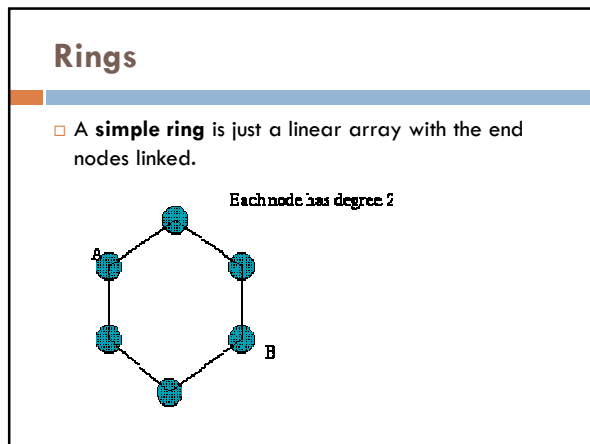 Rings
A simple ring is just a linear array with the end
nodes linked.
Each node has degree 2
A
B